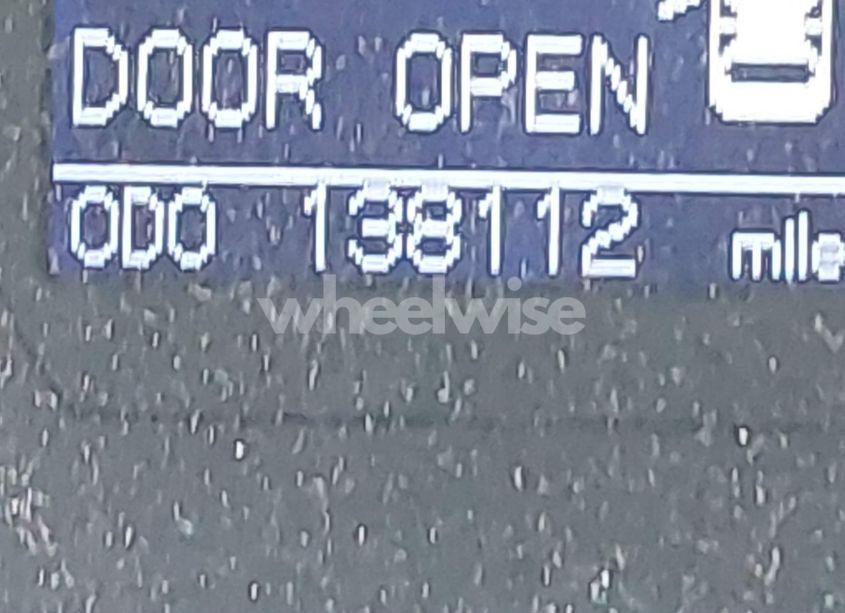 DOOR OPEN
ODO 138112 mile
wheelwise